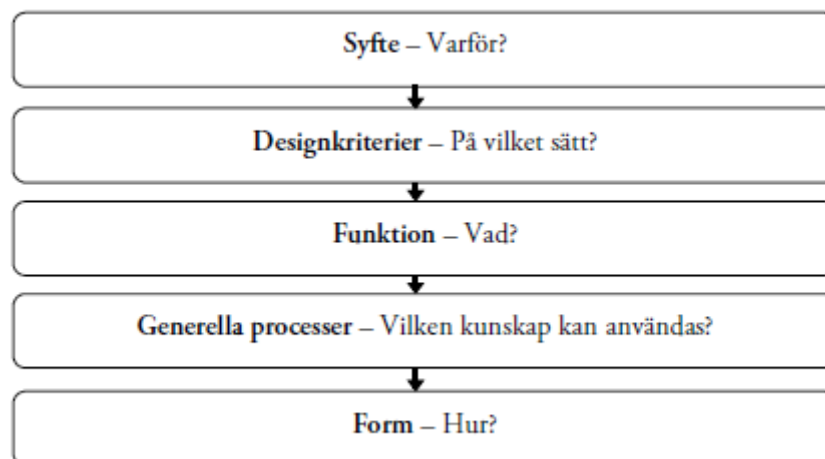 Syfte – Varför?
Designkriterier – På vilket sätt?
Funktion – Vad?
Generella processer – Vilken kunskap kan användas?
Form – Hur?